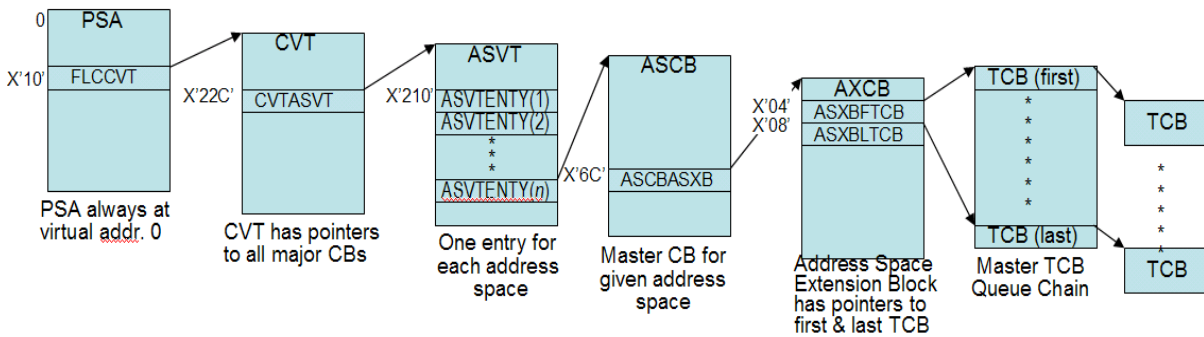 0
PSA
X'10'
FLCCVT
PSA always at
virtual addr. 0
CVT
X'22C'
CVTASVT
CVT has pointers
to all major CBs
ASVT
X'210'
ASVTENTY(1)
ASVTENTY(2)
*
*
*
ASVTENTY(n)
One entry for
each address
space
ASCB
X'6C'
ASCBASXB
Master CB for
given address
space
AXCB
X'04'
ASXBFTCB
X'08'
ASXBLTCB
Address Space
Extension Block
has pointers to
first & last TCB
TCB (first)
*
*
*
*
*
*
TCB (last)
Master TCB
Queue Chain
TCB
*
*
*
*
*
TCB